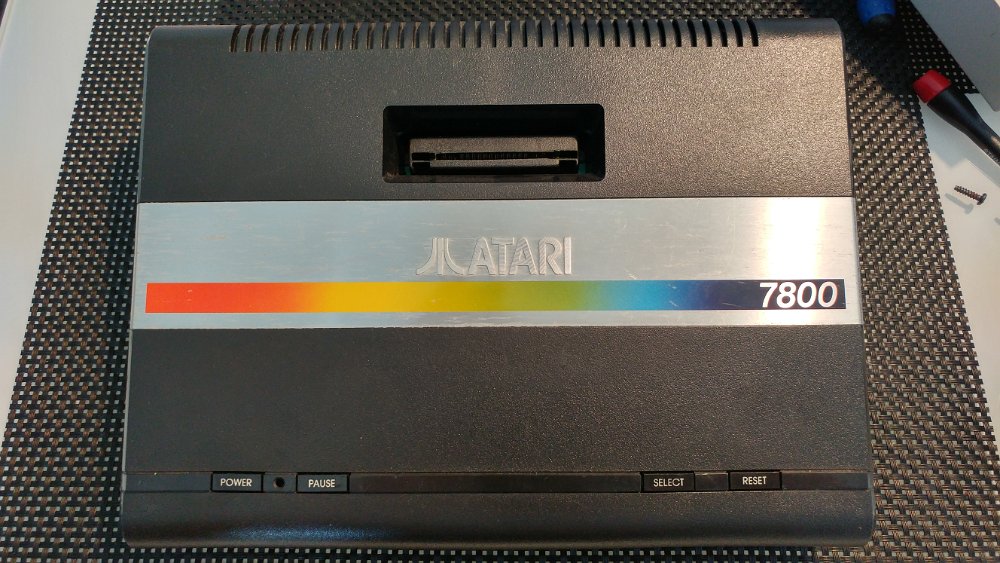 ATARI
7800
POWER
PAUSE
SELECT
RESET